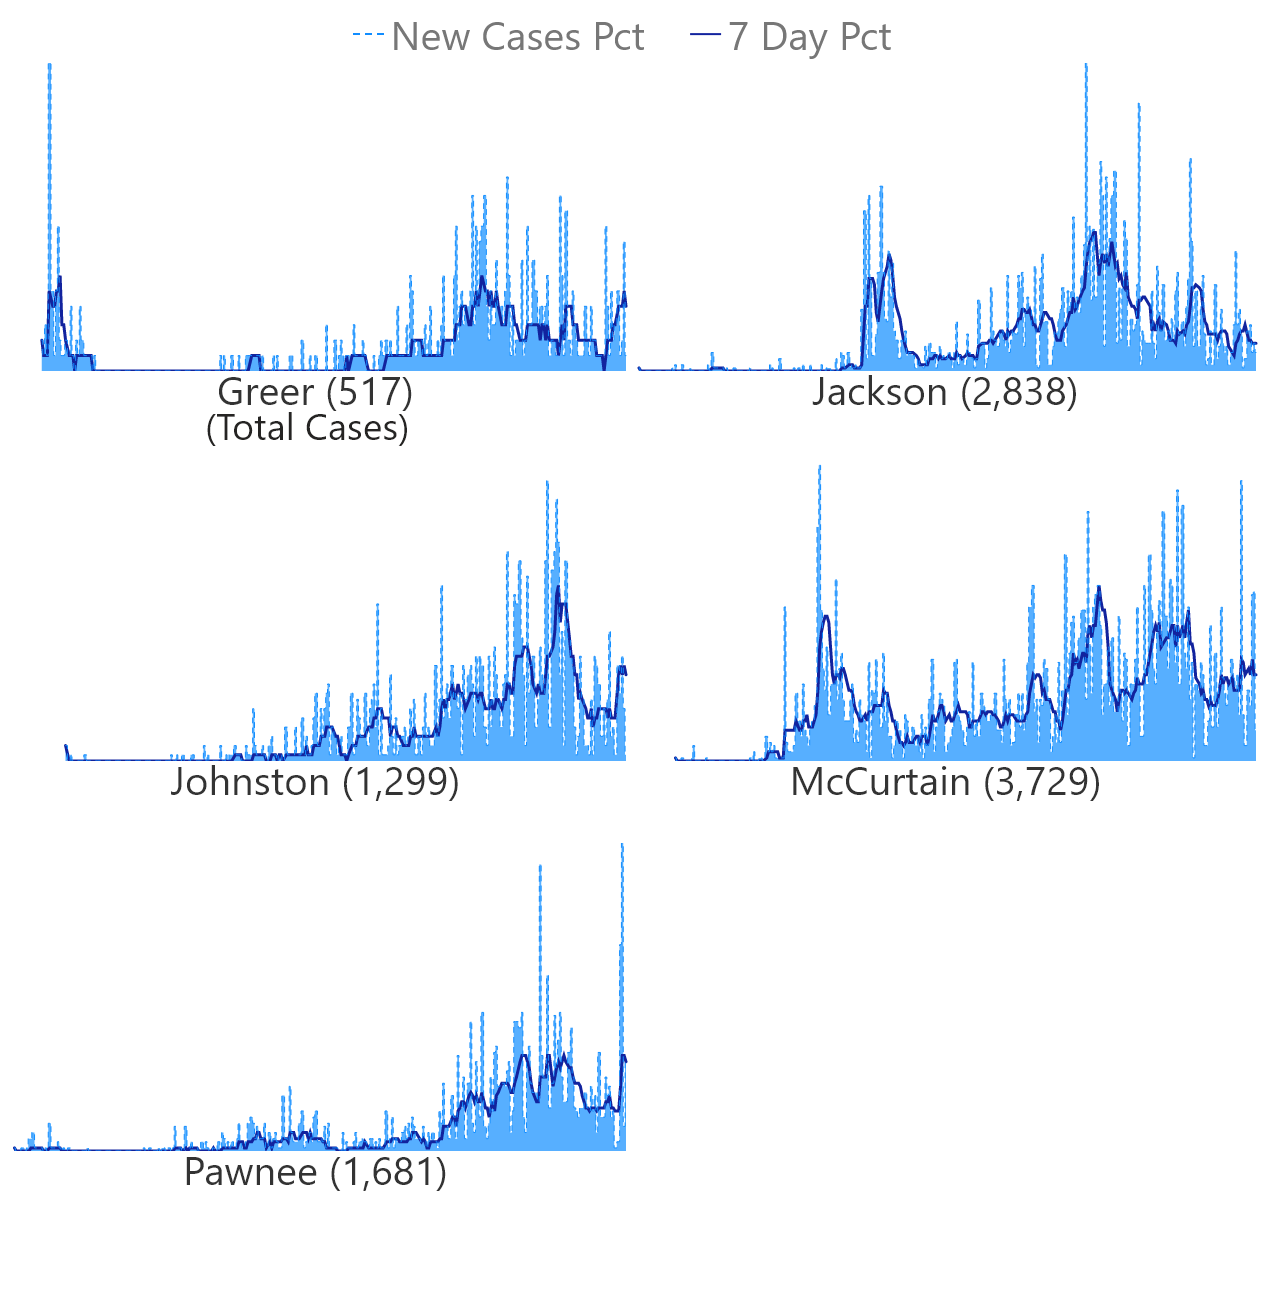 New Cases Pct 7 Day Pct
Greer (517) Jackson (2,838)
(Total Cases)
Johnston (1,299) McCurtain (3,729)
Pawnee (1,681)